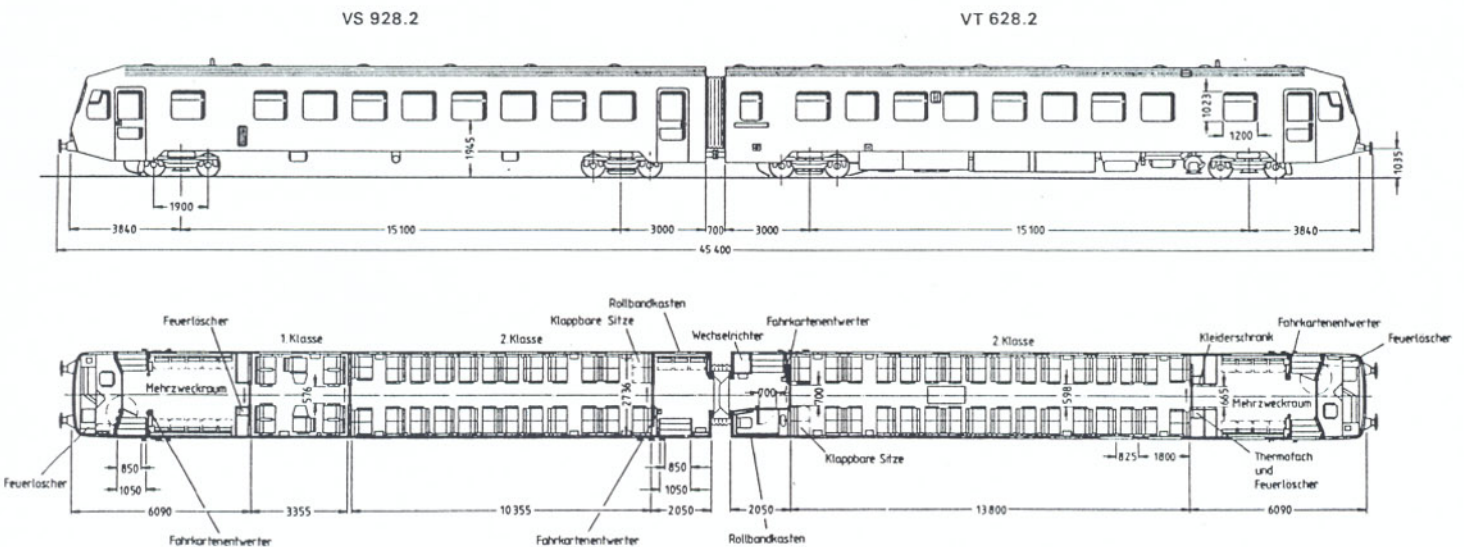 VS 928.2
VT 628.2
1023
1200
1945
1035
1900
3840
15100
3000
700
3000
15100
3840
45400
Rollbandkasten
Feuerlöscher
Klappbare Sitze
Fahrkartenentwerter
Wechselrichter
Kleiderschrank
Fahrkartenentwerter
Feuerlöscher
1.Klasse
2.Klasse
2 Klasse
Mehrzweckraum
576
2736
700
700
598
665
Mehrzweckraum
Klappbare Sitze
825
1800
Thermofach
und
Feuerlöscher
Feuerlöscher
850
1050
850
1050
6090
3355
10355
2050
2050
13800
6090
Fahrkartenentwerter
Fahrkartenentwerter
Rollbandkasten